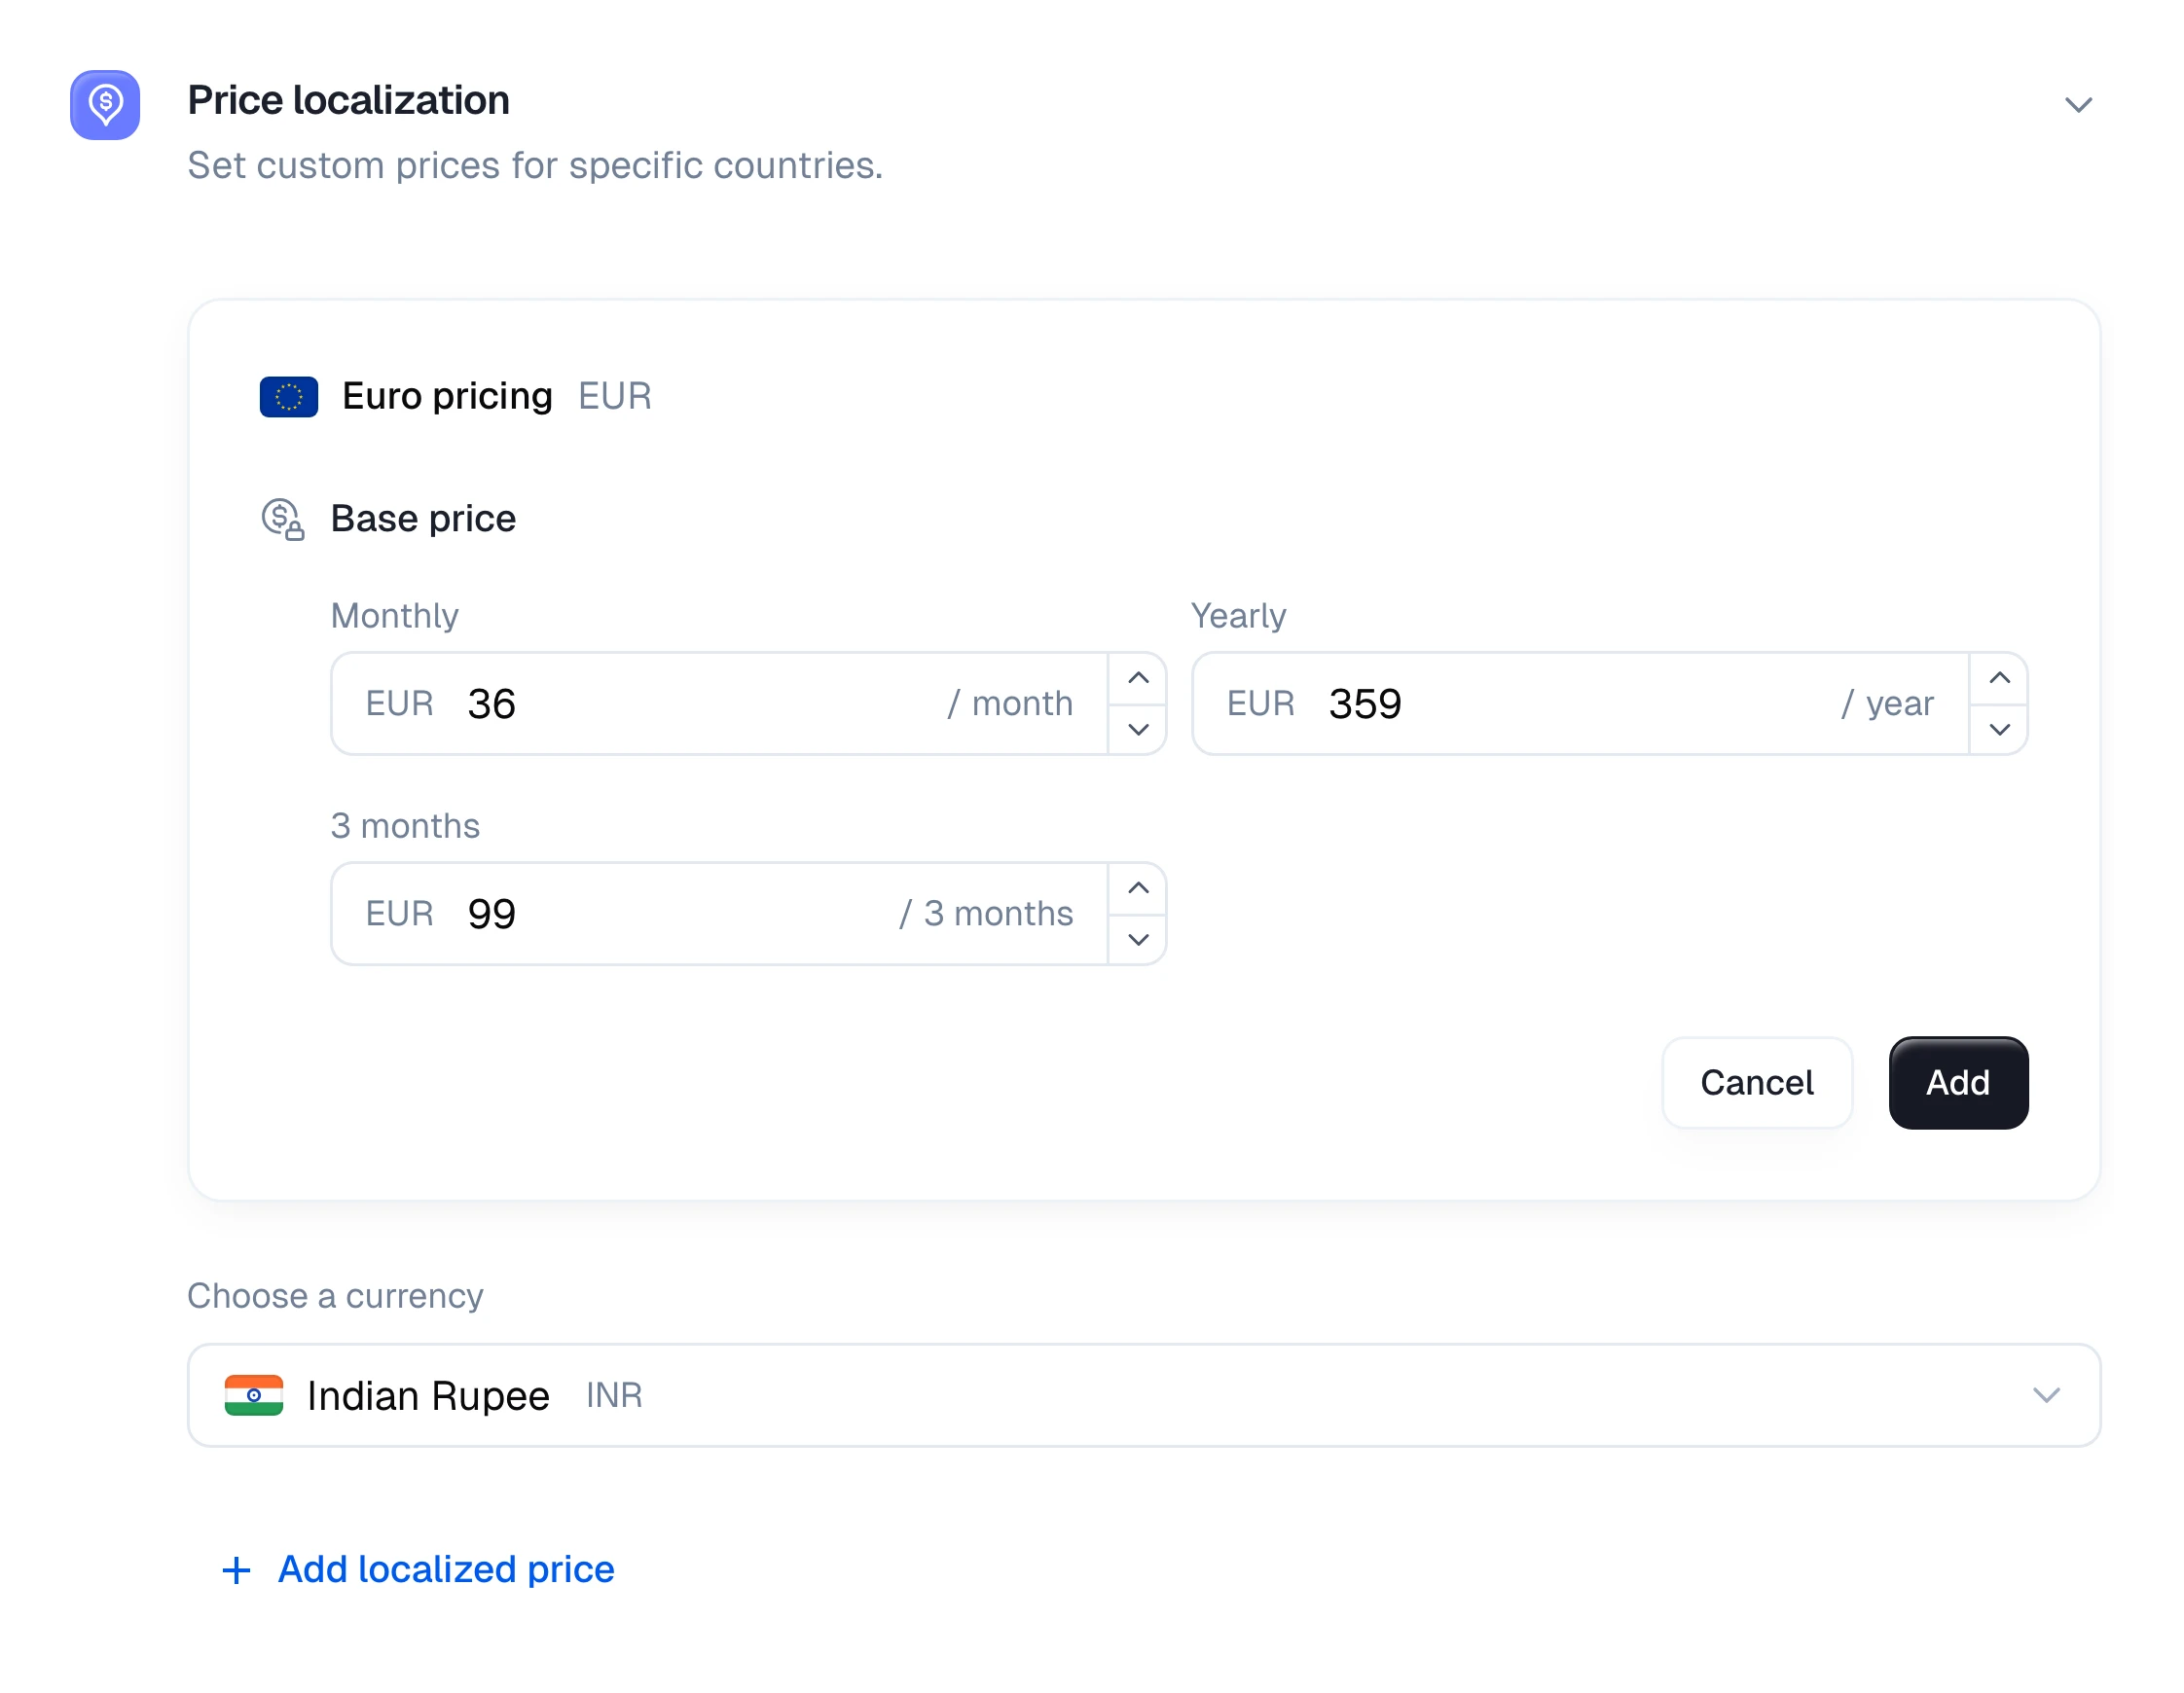 Price localization
Set custom prices for specific countries.
Euro pricing EUR
Base price
Monthly
EUR 36 / month
Yearly
EUR 359 / year
3 months
EUR 99 / 3 months
Cancel
Add
Choose a currency
Indian Rupee INR
+ Add localized price